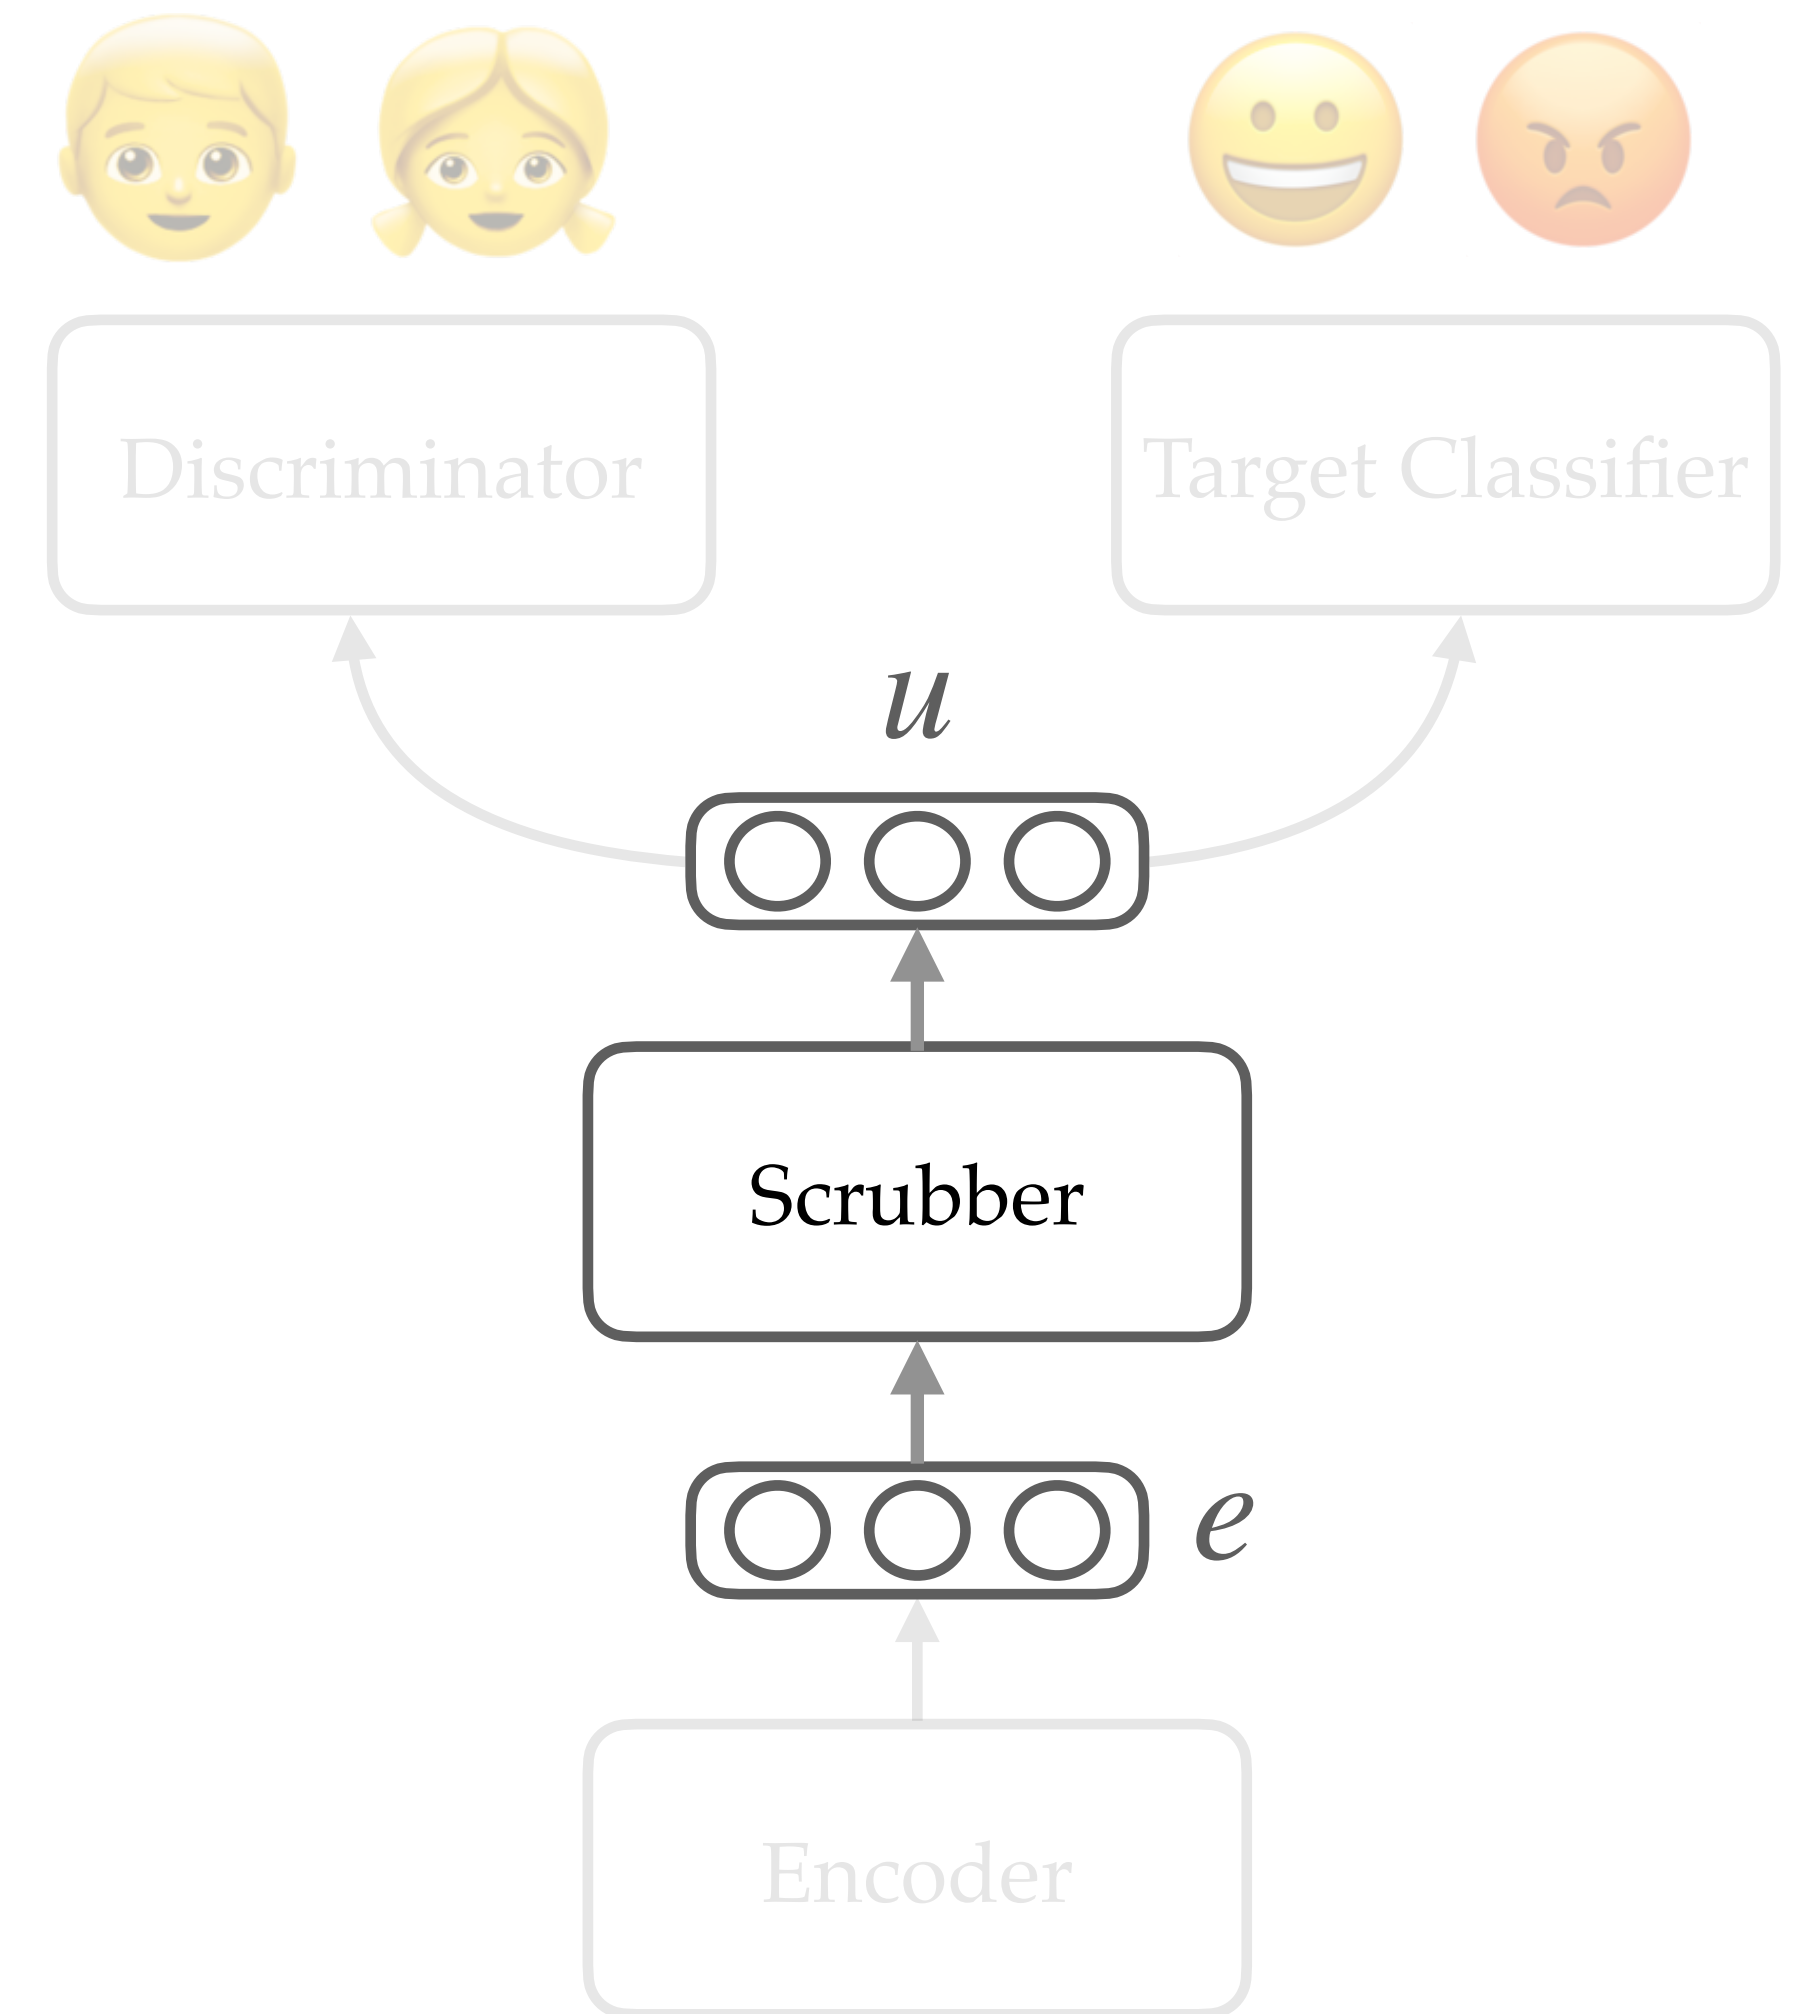 Discriminator
Target Classifier
u
Scrubber
e
Encoder